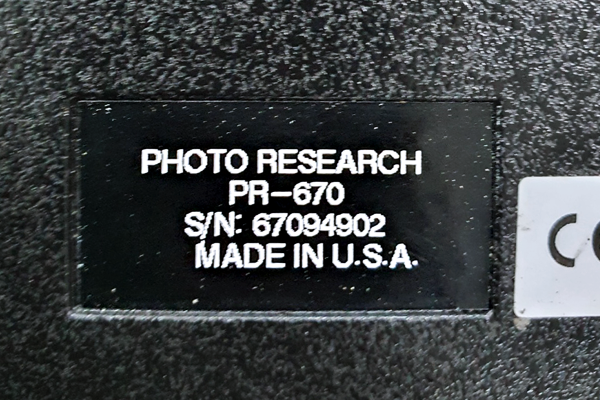 PHOTO RESEARCH
PR-670
S/N: 67094902
MADE IN U.S.A.